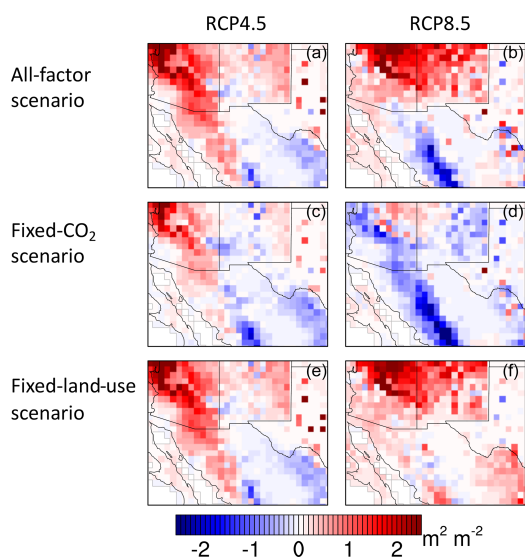 RCP4.5 RCP8.5
All-factor
scenario
(a) (b)
Fixed-CO₂
scenario
(c) (d)
Fixed-land-use
scenario
(e) (f)
-2 -1 0 1 2 m² m⁻²